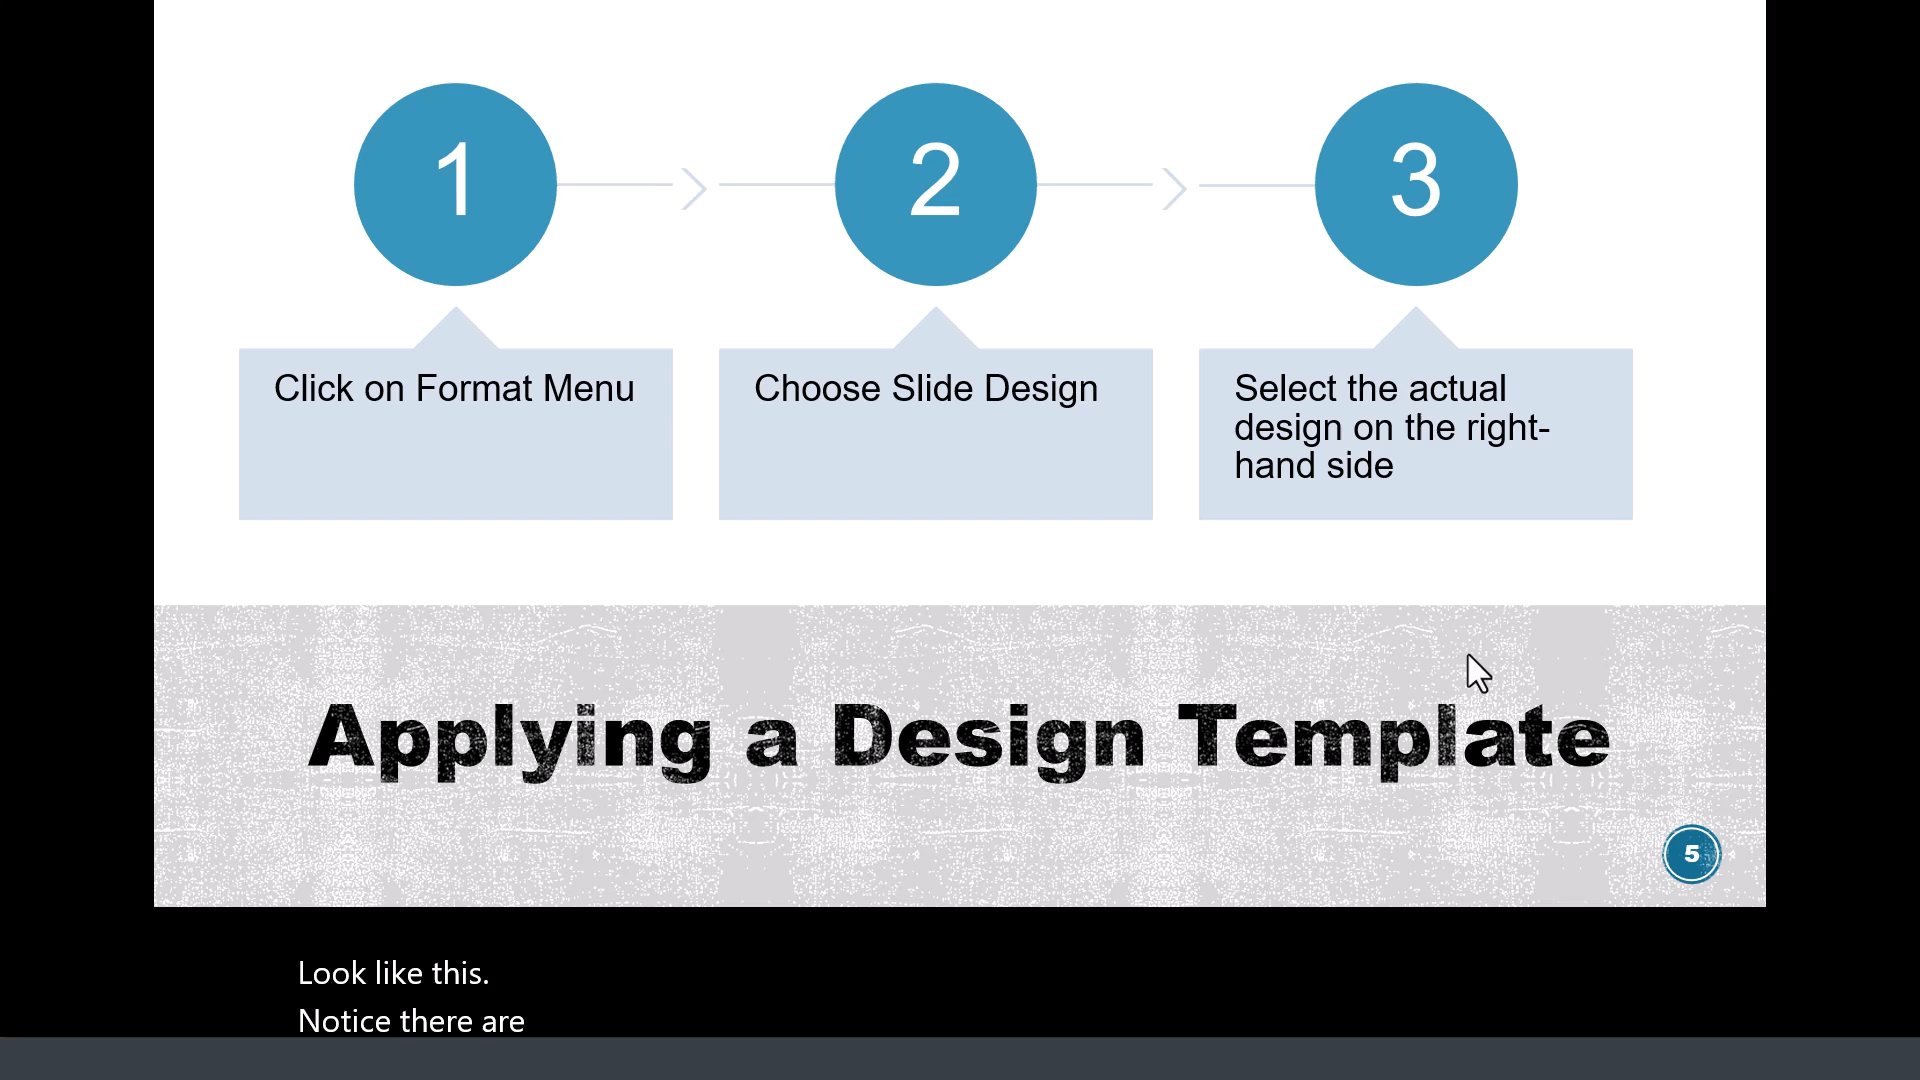 1
2
3
Click on Format Menu
Choose Slide Design
Select the actual
design on the right-
hand side
Applying a Design Template
5
Look like this.
Notice there are